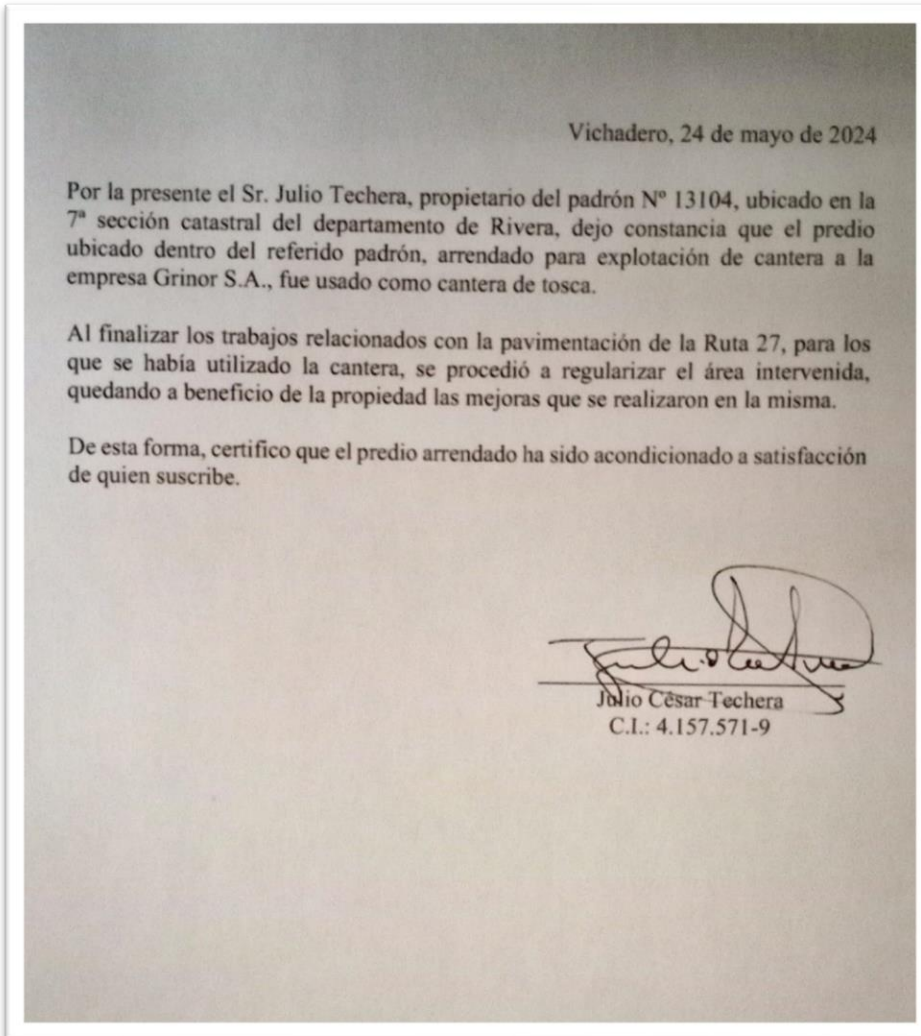 Vichadero, 24 de mayo de 2024
Por la presente el Sr. Julio Techera, propietario del padrón Nº 13104, ubicado en la
7ª sección catastral del departamento de Rivera, dejo constancia que el predio
ubicado dentro del referido padrón, arrendado para explotación de cantera a la
empresa Grinor S.A., fue usado como cantera de tosca.
Al finalizar los trabajos relacionados con la pavimentación de la Ruta 27, para los
que se había utilizado la cantera, se procedió a regularizar el área intervenida,
quedando a beneficio de la propiedad las mejoras que se realizaron en la misma.
De esta forma, certifico que el predio arrendado ha sido acondicionado a satisfacción
de quien suscribe.
Julio César Techera
C.I.: 4.157.571-9